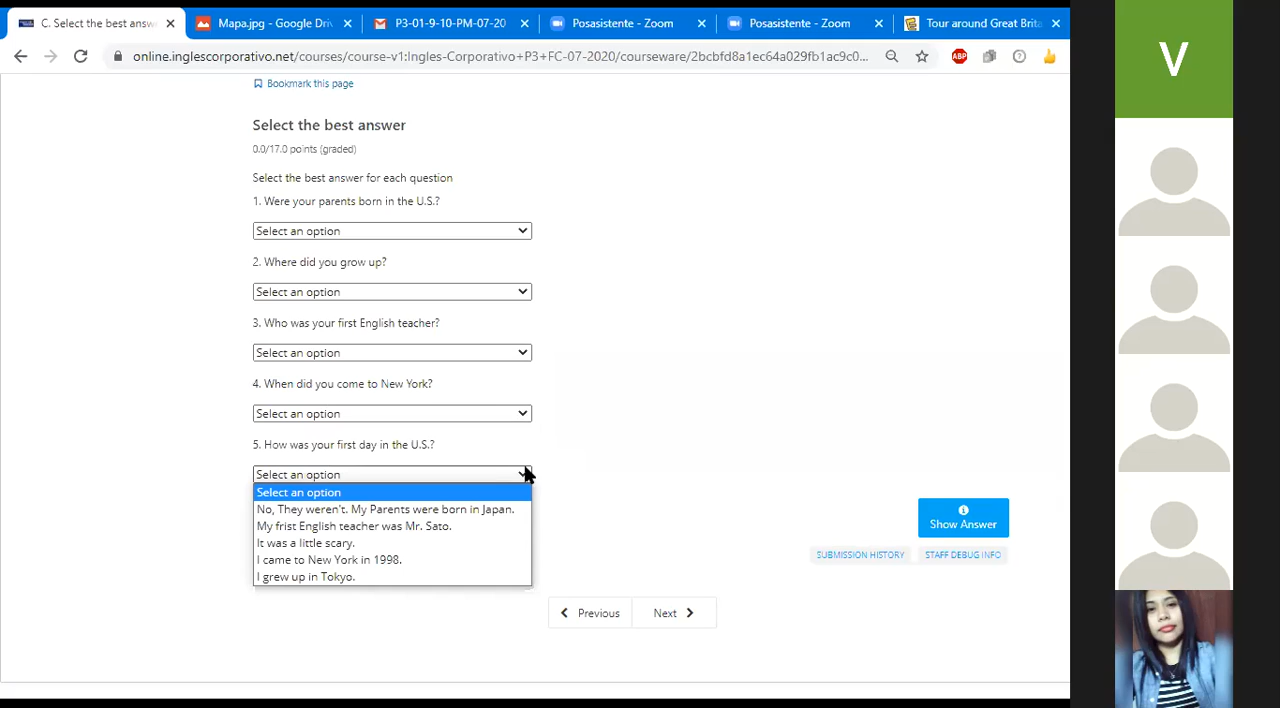 C. Select the best answ
Mapa.jpg - Google Driv
P3-01-9-10-PM-07-20
Posasistente - Zoom
Posasistente - Zoom
Tour around Great Brita
online.inglescorporativo.net/courses/course-v1:Ingles-Corporativo+P3+FC-07-2020/courseware/2bcbfd8a1ec64a029fb1ac9c0...
ABP
V
Bookmark this page
Select the best answer
0.0/17.0 points (graded)
Select the best answer for each question
1. Were your parents born in the U.S.?
Select an option
2. Where did you grow up?
Select an option
3. Who was your first English teacher?
Select an option
4. When did you come to New York?
Select an option
5. How was your first day in the U.S.?
Select an option
Select an option
No, They weren't. My Parents were born in Japan.
My frist English teacher was Mr. Sato.
It was a little scary.
I came to New York in 1998.
I grew up in Tokyo.
Show Answer
SUBMISSION HISTORY
STAFF DEBUG INFO
Previous
Next